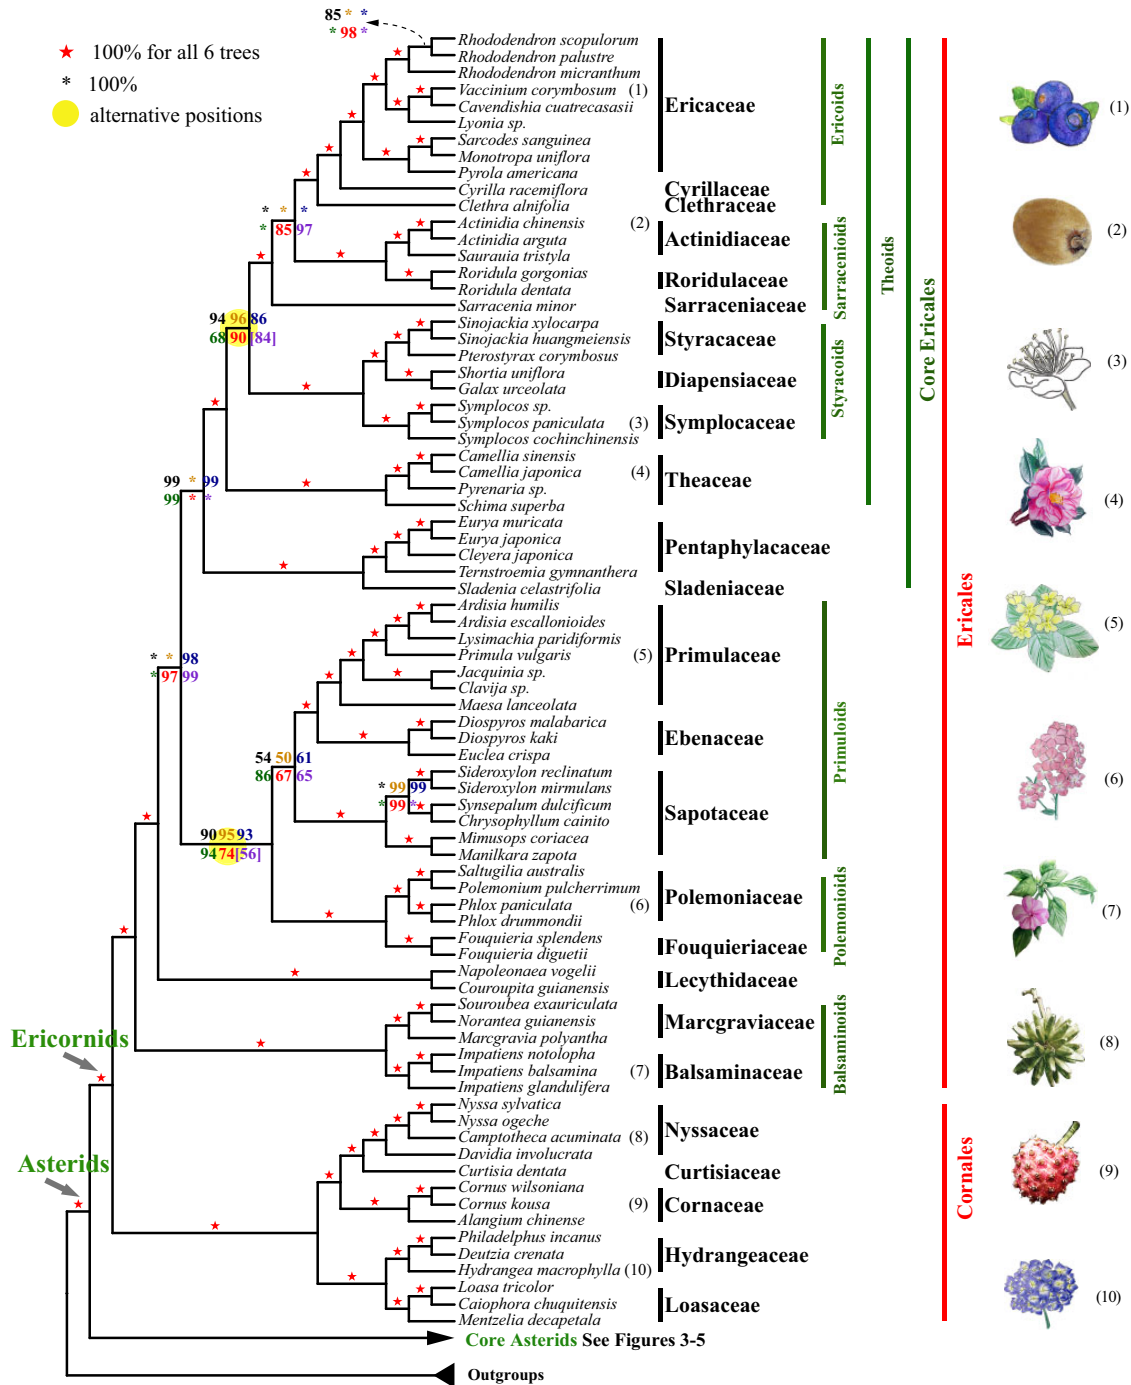 85 * *
* 98 *
★ 100% for all 6 trees
* 100%
alternative positions
Rhododendron scopulorum
Rhododendron palustre
Rhododendron micranthum
Vaccinium corymbosum (1)
Cavendishia cuatrecasasii
Lyonia sp.
Sarcodes sanguinea
Monotropa uniflora
Pyrola americana
Cyrilla racemiflora
Clethra alnifolia
Actinidia chinensis (2)
Actinidia arguta
Saurauia tristyla
Roridula gorgonias
Roridula dentata
Sarracenia minor
Sinojackia xylocarpa
Sinojackia huangmeiensis
Pterostyrax corymbosus
Shortia uniflora
Galax urceolata
Symplocos sp.
Symplocos paniculata (3)
Symplocos cochinchinensis
Camellia sinensis
Camellia japonica (4)
Pyrenaria sp.
Schima superba
Eurya muricata
Eurya japonica
Cleyera japonica
Ternstroemia gymnanthera
Sladenia celastrifolia
Ardisia humilis
Ardisia escallonioides
Lysimachia paridiformis
Primula vulgaris (5)
Jacquinia sp.
Clavija sp.
Maesa lanceolata
Diospyros malabarica
Diospyros kaki
Euclea crispa
Sideroxylon reclinatum
Sideroxylon mirmulans
Synsepalum dulcificum
Chrysophyllum cainito
Mimusops coriacea
Manilkara zapota
Saltugilia australis
Polemonium pulcherrimum
Phlox paniculata (6)
Phlox drummondii
Fouquieria splendens
Fouquieria diguetii
Napoleonaea vogelii
Couroupita guianensis
Souroubea exauriculata
Norantea guianensis
Marcgravia polyantha
Impatiens notolopha
Impatiens balsamina (7)
Impatiens glandulifera
Nyssa sylvatica
Nyssa ogeche
Camptotheca acuminata (8)
Davidia involucrata
Curtisia dentata
Cornus wilsoniana
Cornus kousa (9)
Alangium chinense
Philadelphus incanus
Deutzia crenata
Hydrangea macrophylla (10)
Loasa tricolor
Caiophora chuquitensis
Mentzelia decapetala
Core Asterids See Figures 3-5
Outgroups
Ericaceae
Cyrillaceae
Clethraceae
Actinidiaceae
Roridulaceae
Sarraceniaceae
Styracaceae
Diapensiaceae
Symplocaceae
Theaceae
Pentaphylacaceae
Sladeniaceae
Primulaceae
Ebenaceae
Sapotaceae
Polemoniaceae
Fouquieriaceae
Lecythidaceae
Marcgraviaceae
Balsaminaceae
Nyssaceae
Curtisiaceae
Cornaceae
Hydrangeaceae
Loasaceae
Ericoids
Sarracenioids
Styracoids
Primuloids
Polemonioids
Balsaminoids
Theoids
Core Ericales
Ericales
Cornales
* * *
* 85 97
94 96 86
68 90 [84]
99 * 99
99 * *
* * 98
* 97 99
54 50 61
86 67 65
* 99 99
* 99 *
90 95 93
94 74 [56]
Ericornids
Asterids
(1)
(2)
(3)
(4)
(5)
(6)
(7)
(8)
(9)
(10)